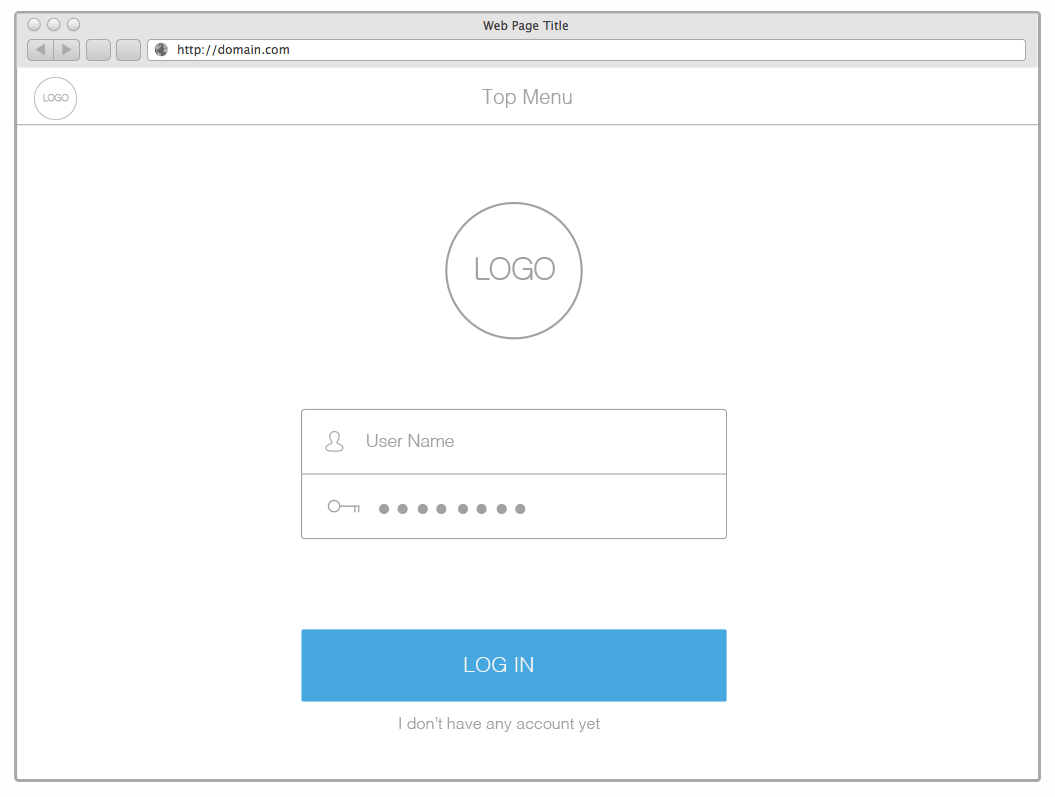 Web Page Title
http://domain.com
LOGO
Top Menu
LOGO
User Name
LOG IN
I don't have any account yet